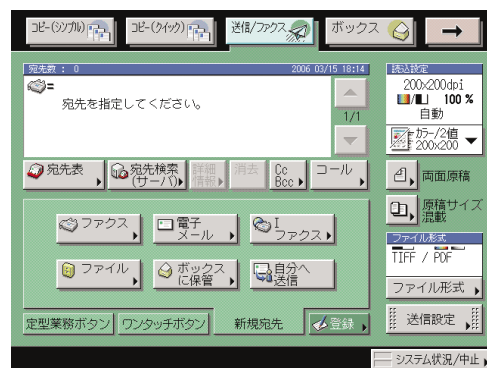 コピー(シンプル)
コピー(クイック)
送信/ファクス
ボックス
宛先数 : 0
2006 03/15 18:14
読込設定
宛先を指定してください。
1/1
200x200dpi
100 %
自動
カラー/2値
200x200
宛先表
宛先検索
(サーバ)
詳細
情報
消去
Cc
Bcc
コール
両面原稿
原稿サイズ
混載
ファクス
電子
メール
I
ファクス
ファイル
ボックス
に保管
自分へ
送信
ファイル形式
TIFF / PDF
ファイル形式
定型業務ボタン
ワンタッチボタン
新規宛先
登録
送信設定
システム状況/中止